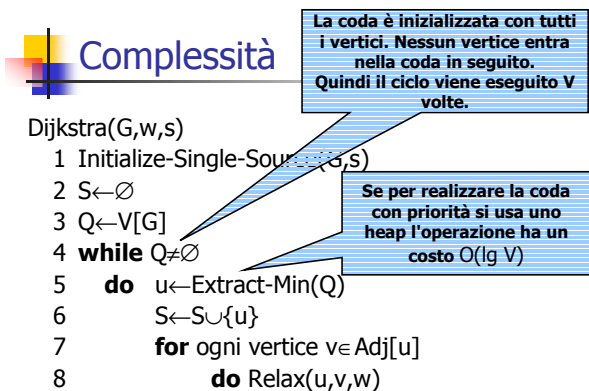 Complessità
La coda è inizializzata con tutti
i vertici. Nessun vertice entra
nella coda in seguito.
Quindi il ciclo viene eseguito V
volte.
Dijkstra(G,w,s)
1 Initialize-Single-Source(G,s)
2 S←∅
3 Q←V[G]
4 while Q≠∅
Se per realizzare la coda
con priorità si usa uno
heap l'operazione ha un
costo O(lg V)
5 do u←Extract-Min(Q)
6 S←S∪{u}
7 for ogni vertice v∈Adj[u]
8 do Relax(u,v,w)